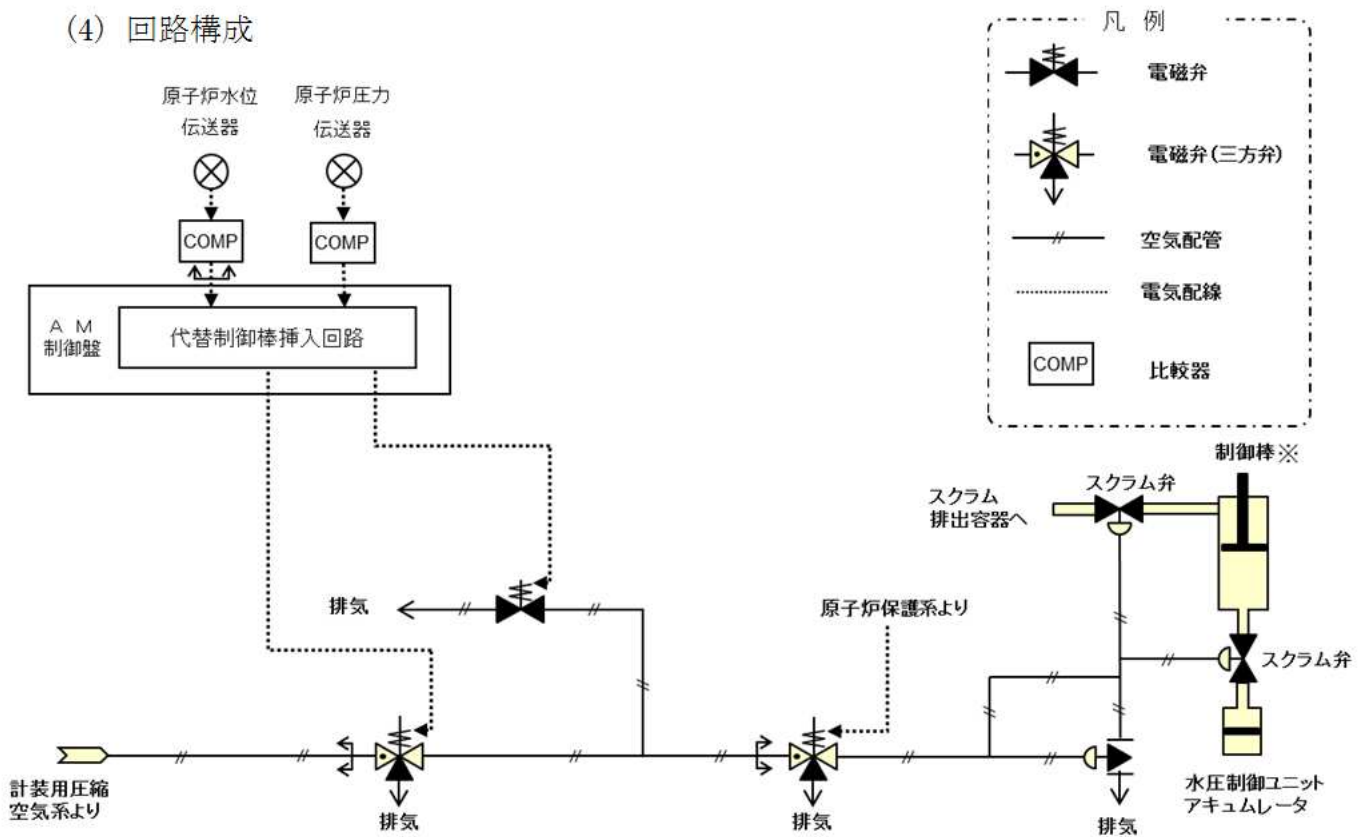 (4) 回路構成
原子炉水位
伝送器
原子炉圧力
伝送器
COMP
COMP
ＡＭ
制御盤
代替制御棒挿入回路
凡 例
電磁弁
電磁弁(三方弁)
空気配管
電気配線
COMP
比較器
制御棒※
スクラム弁
スクラム
排出容器へ
排気
原子炉保護系より
スクラム弁
計装用圧縮
空気系より
排気
排気
排気
水圧制御ユニット
アキュムレータ